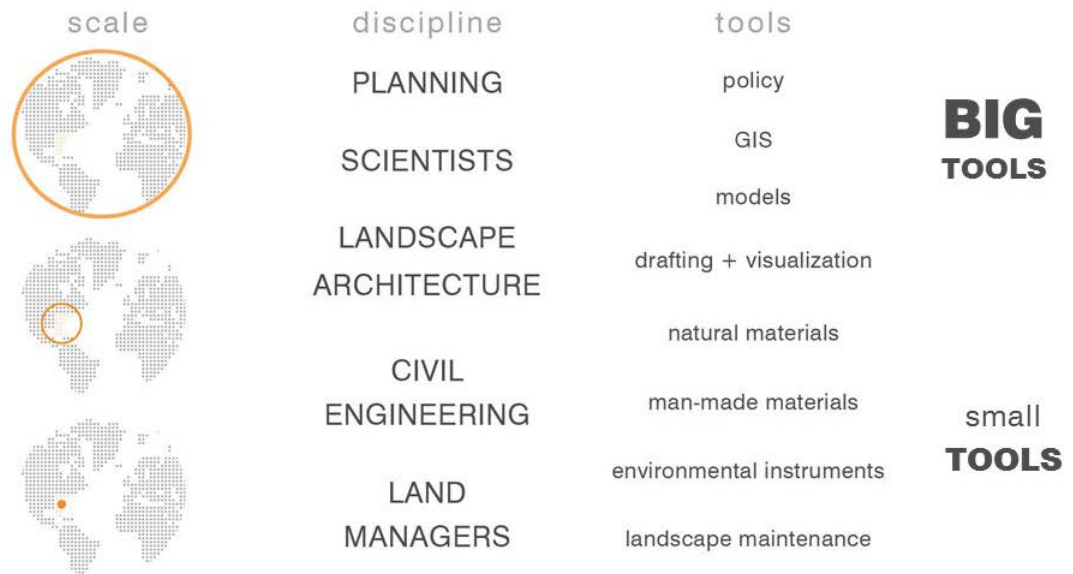 scale
discipline
tools
PLANNING
SCIENTISTS
LANDSCAPE
ARCHITECTURE
CIVIL
ENGINEERING
LAND
MANAGERS
policy
GIS
models
drafting + visualization
natural materials
man-made materials
environmental instruments
landscape maintenance
BIG
TOOLS
small
TOOLS